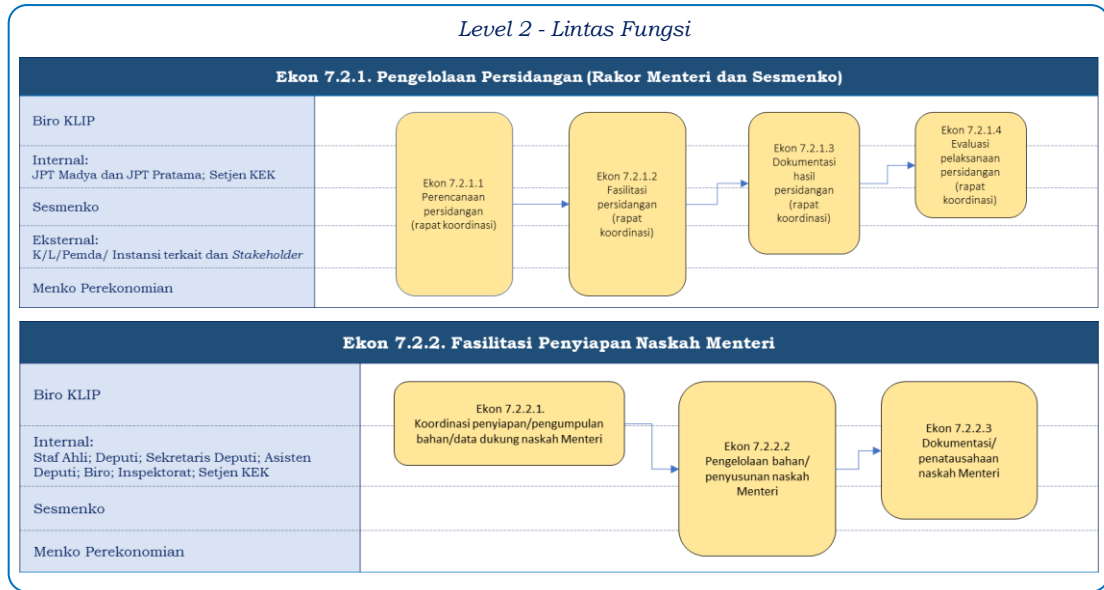 Level 2 - Lintas Fungsi
Ekon 7.2.1. Pengelolaan Persidangan (Rakor Menteri dan Sesmenko)
Biro KLIP
Internal:
JPT Madya dan JPT Pratama; Setjen KEK
Sesmenko
Eksternal:
K/L/Pemda/ Instansi terkait dan Stakeholder
Menko Perekonomian
Ekon 7.2.1.1
Perencanaan
persidangan
(rapat koordinasi)
Ekon 7.2.1.2
Fasilitasi
persidangan
(rapat
koordinasi)
Ekon 7.2.1.3
Dokumentasi
hasil
persidangan
(rapat
koordinasi)
Ekon 7.2.1.4
Evaluasi
pelaksanaan
persidangan
(rapat
koordinasi)
Ekon 7.2.2. Fasilitasi Penyiapan Naskah Menteri
Biro KLIP
Internal:
Staf Ahli; Deputi; Sekretaris Deputi; Asisten
Deputi; Biro; Inspektorat; Setjen KEK
Sesmenko
Menko Perekonomian
Ekon 7.2.2.1.
Koordinasi penyiapan/pengumpulan
bahan/data dukung naskah Menteri
Ekon 7.2.2.2
Pengelolaan bahan/
penyusunan naskah
Menteri
Ekon 7.2.2.3
Dokumentasi/
penatausahaan
naskah Menteri